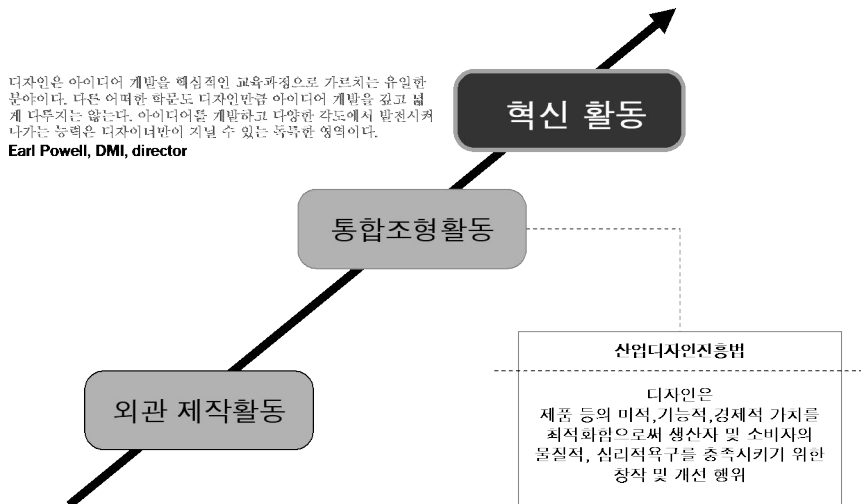 디자인은 아이디어 개발을 핵심적인 교육과정으로 가르치는 유일한
분야이다. 다른 어떠한 학문도 디자인만큼 아이디어 개발을 깊고 넓
게 다루지는 않는다. 아이디어를 개발하고 다양한 각도에서 발전시켜
나가는 능력은 디자이너만이 지닐 수 있는 독특한 영역이다.
Earl Powell, DMI, director
혁신 활동
통합조형활동
외관 제작활동
산업디자인진흥법
디자인은
제품 등의 미적,기능적,경제적 가치를
최적화함으로써 생산자 및 소비자의
물질적, 심리적욕구를 충족시키기 위한
창작 및 개선 행위